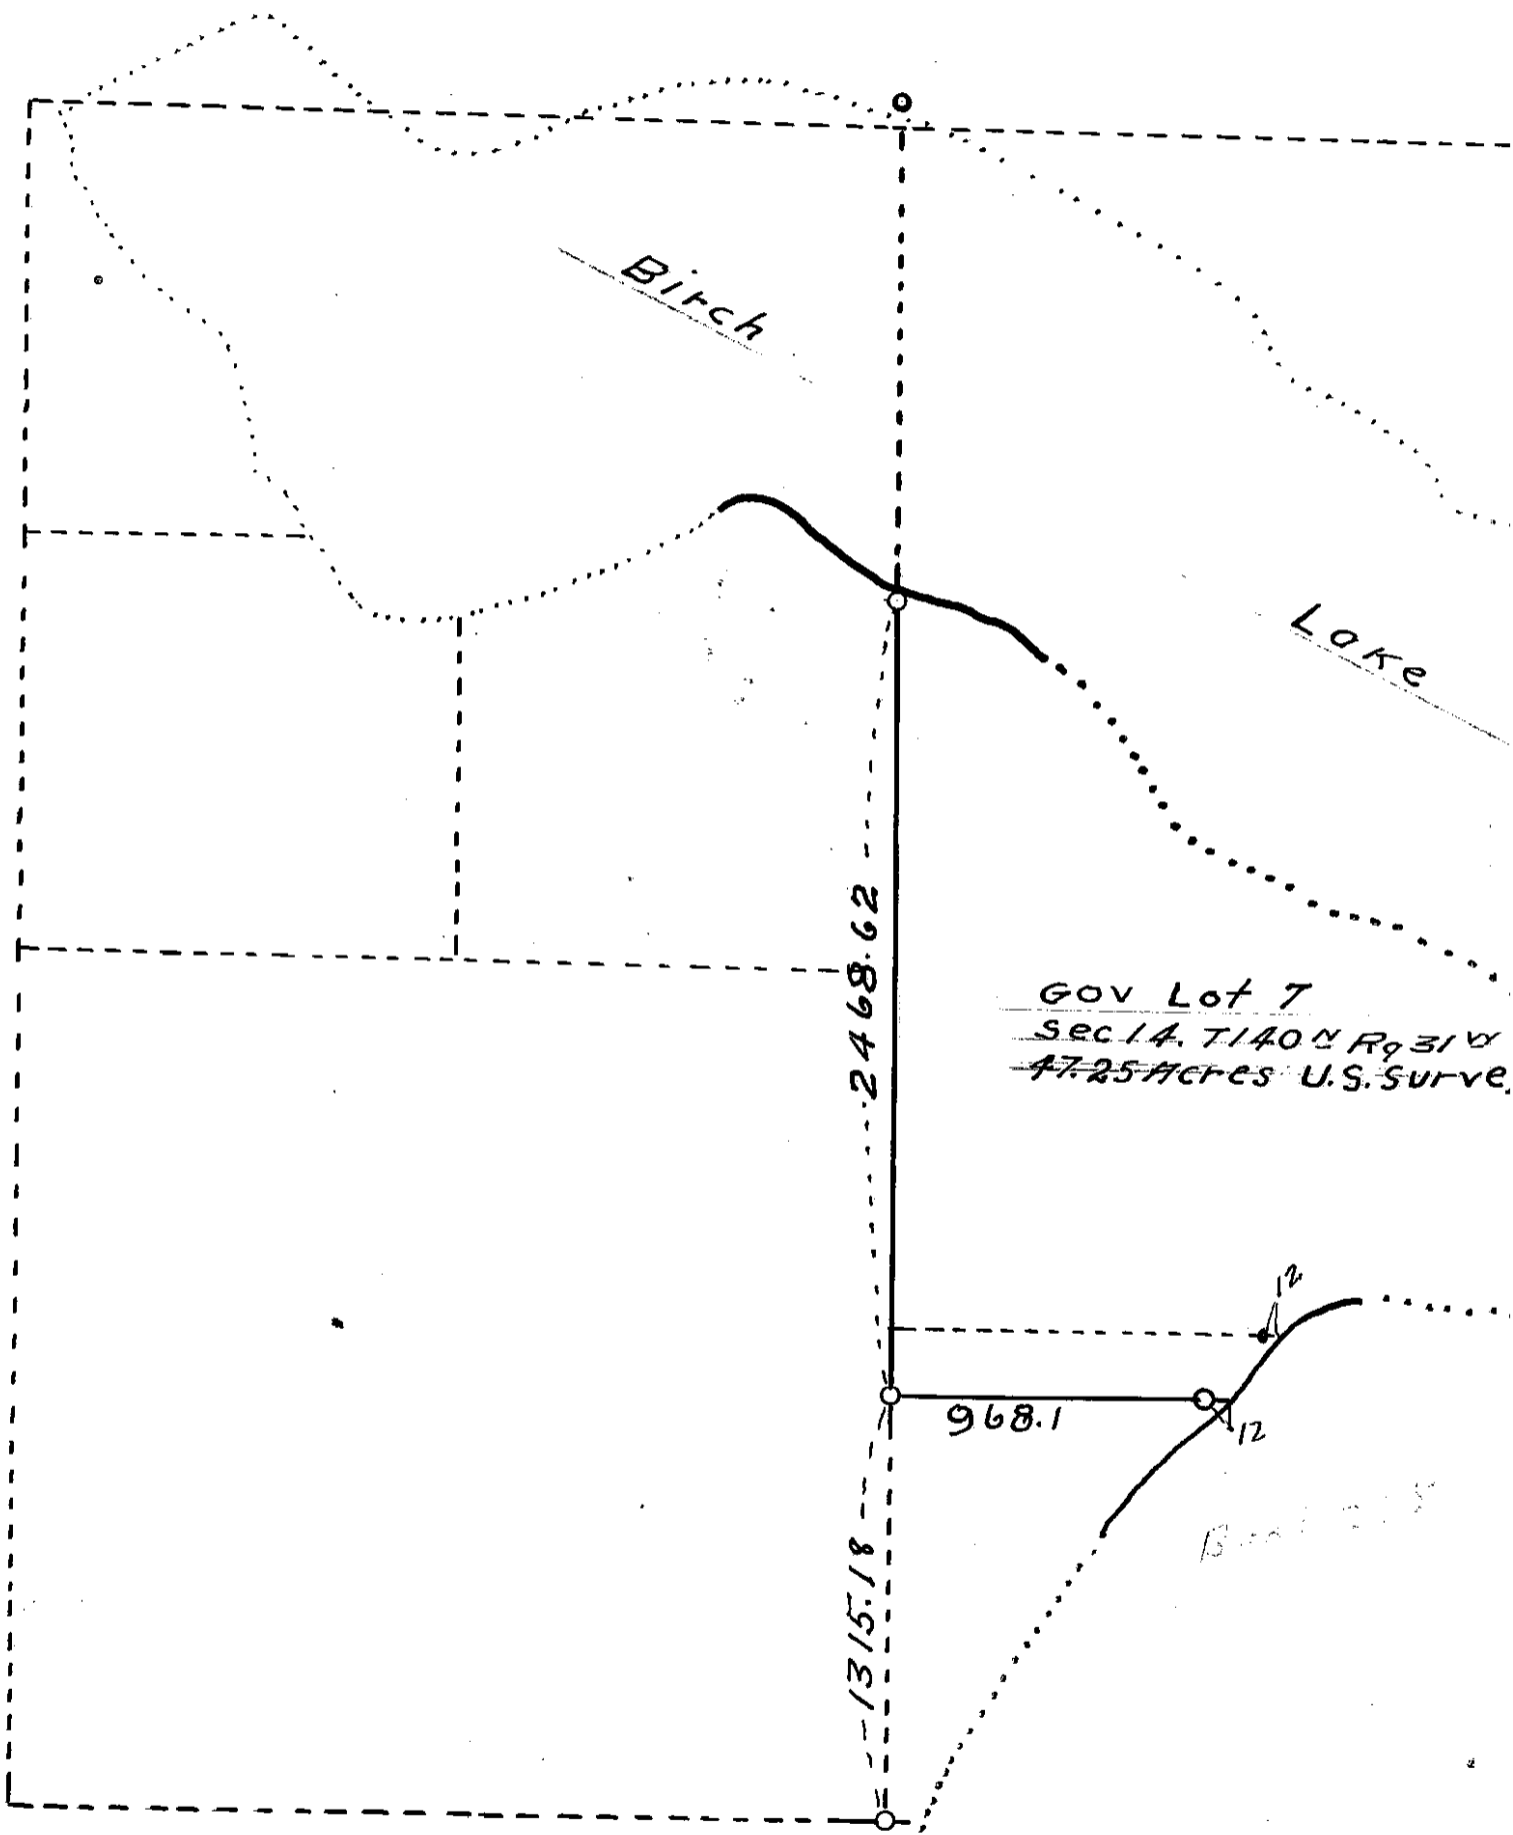 Birch
Lake
2468.62
Gov Lot 7
Sec 14. T140 N Rg 31 W
47.25 Acres U.S. Surve
12
968.1
12
1315.18